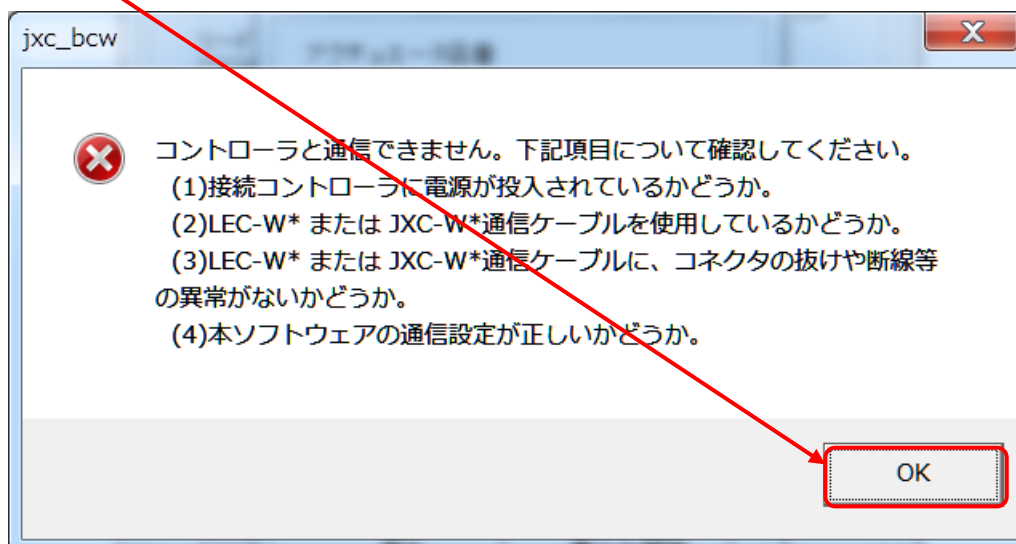 jxc_bcw
コントローラと通信できません。下記項目について確認してください。
(1)接続コントローラに電源が投入されているかどうか。
(2)LEC-W* または JXC-W*通信ケーブルを使用しているかどうか。
(3)LEC-W* または JXC-W*通信ケーブルに、コネクタの抜けや断線等
の異常がないかどうか。
(4)本ソフトウェアの通信設定が正しいかどうか。
OK